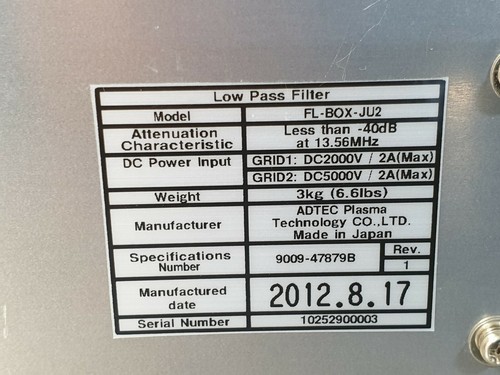 Low Pass Filter
Model FL-BOX-JU2
Attenuation Less than -40dB
Characteristic at 13.56MHz
DC Power Input GRID1: DC2000V / 2A(Max)
GRID2: DC5000V / 2A(Max)
Weight 3kg (6.6lbs)
ADTEC Plasma
Manufacturer Technology CO.,LTD.
Made in Japan
Specifications Number 9009-47879B Rev. 1
Manufactured date 2012.8.17
Serial Number 10252900003